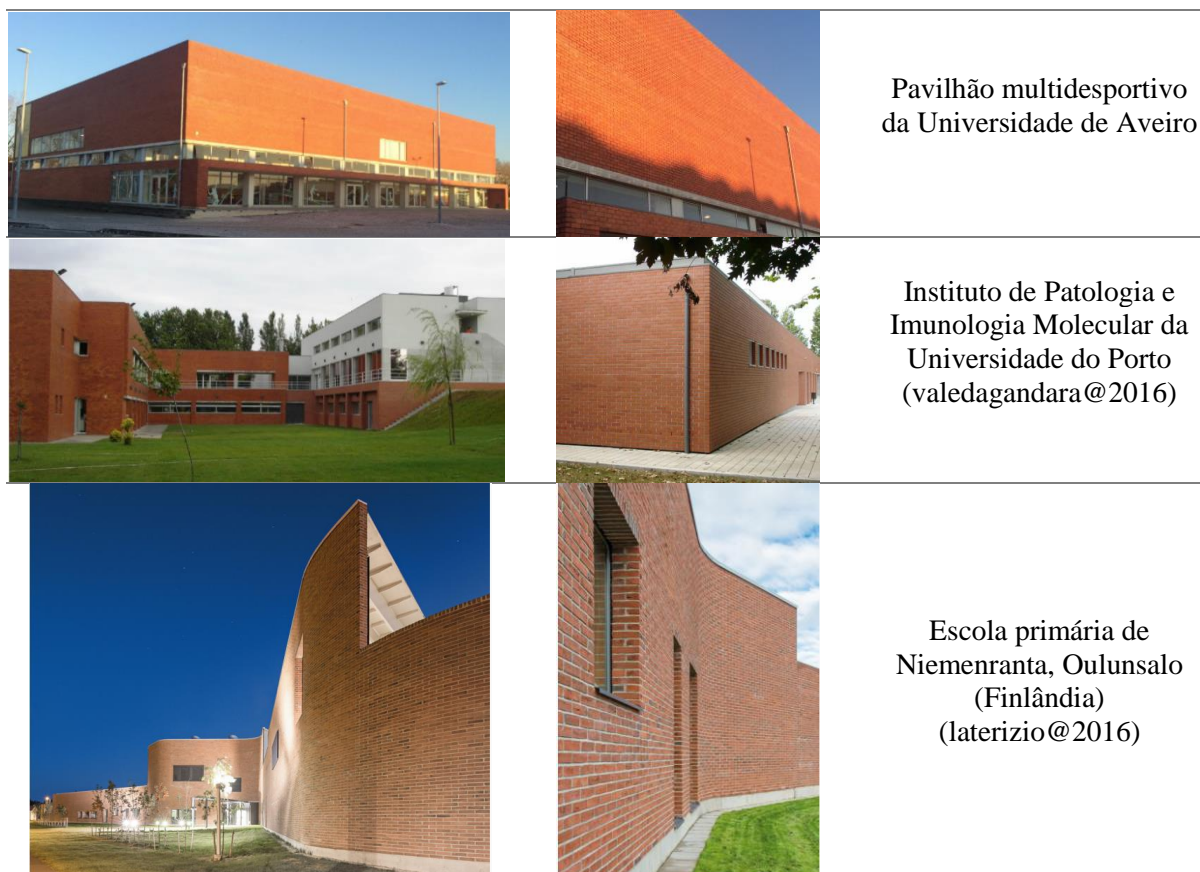 Pavilhão multidesportivo
da Universidade de Aveiro
Instituto de Patologia e
Imunologia Molecular da
Universidade do Porto
(valedagandara@2016)
Escola primária de
Niemenranta, Oulunsalo
(Finlândia)
(laterizio@2016)